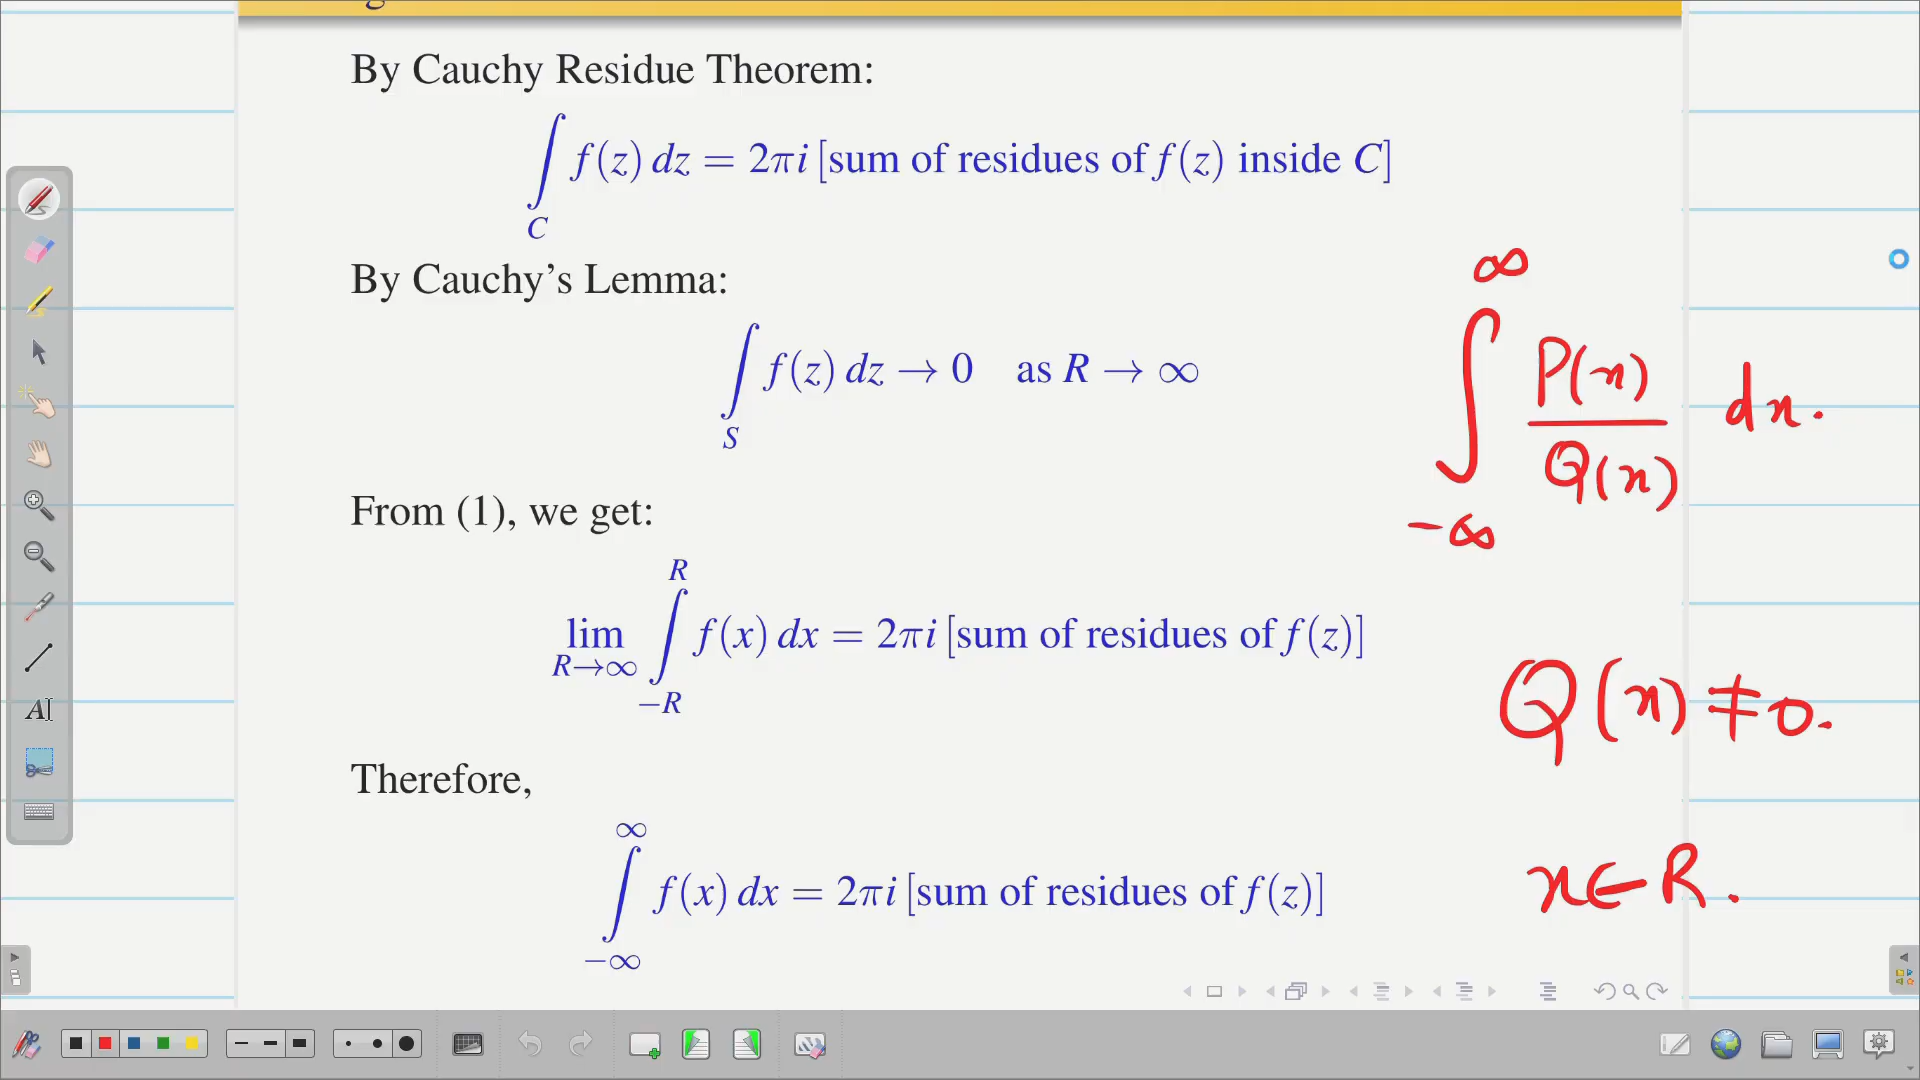 By Cauchy Residue Theorem:
∫_C f(z) dz = 2πi [sum of residues of f(z) inside C]
By Cauchy’s Lemma:
∫_S f(z) dz → 0 as R → ∞
∫_{-∞}^{∞} P(x)/Q(x) dx.
From (1), we get:
lim_{R→∞} ∫_{-R}^{R} f(x) dx = 2πi [sum of residues of f(z)]
Q(x) ≠ 0.
Therefore,
∫_{-∞}^{∞} f(x) dx = 2πi [sum of residues of f(z)]
x ∈ R.